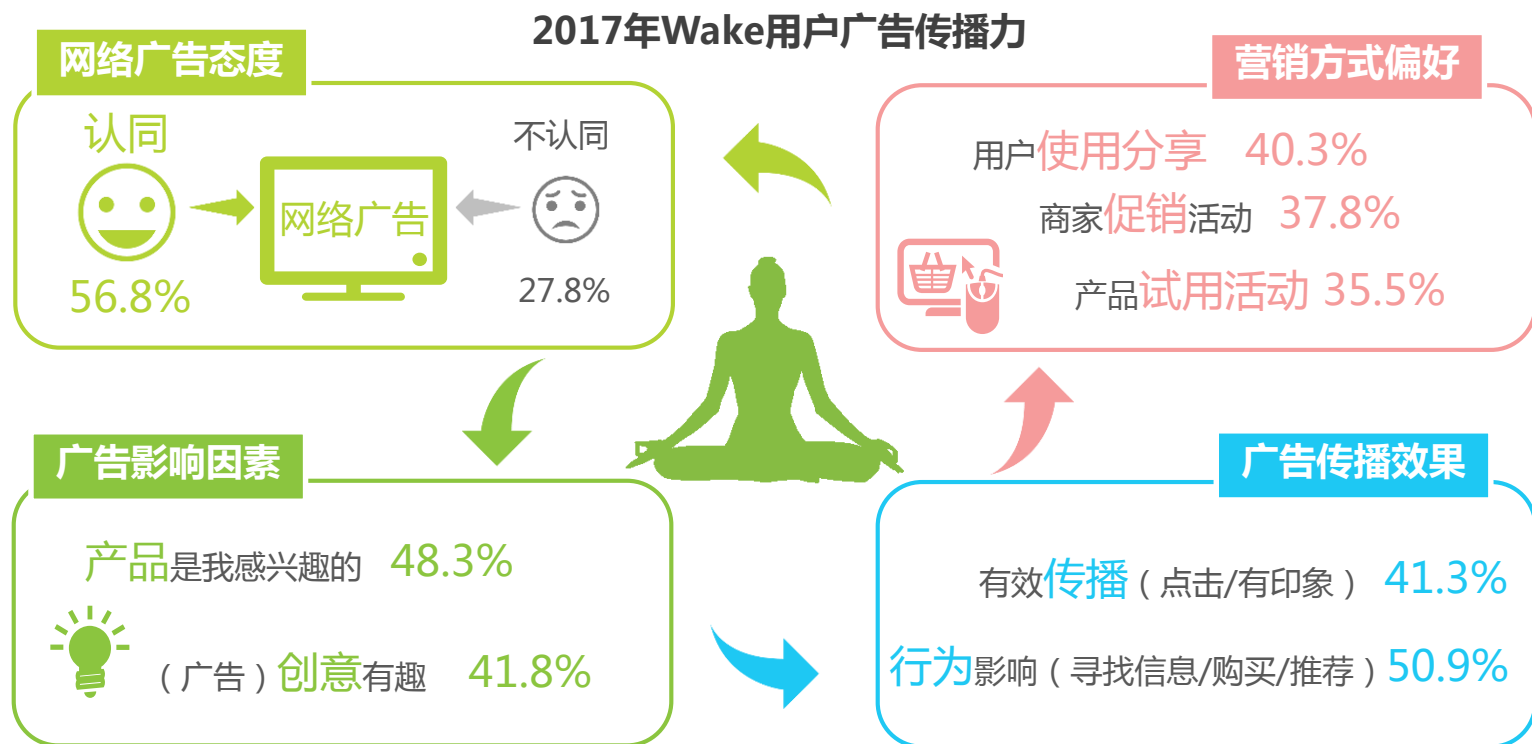 2017年Wake用户广告传播力
网络广告态度
认同
不认同
网络广告
56.8%
27.8%
营销方式偏好
用户使用分享 40.3%
商家促销活动 37.8%
产品试用活动 35.5%
广告影响因素
产品是我感兴趣的 48.3%
（广告）创意有趣 41.8%
广告传播效果
有效传播（点击/有印象） 41.3%
行为影响（寻找信息/购买/推荐）50.9%